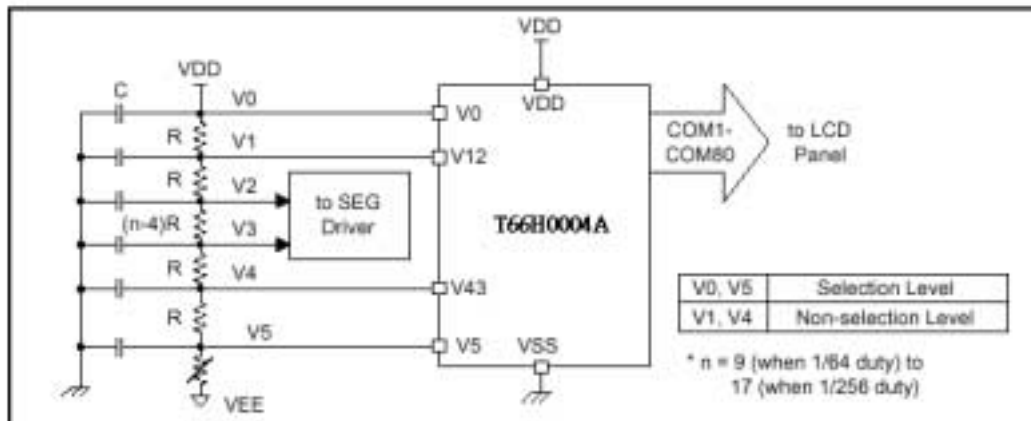 VDD
VDD
C
V0
V0
VDD
R
V1
V12
COM1-
COM80
to LCD
Panel
R
V2
to SEG
Driver
(n-4)R
V3
T66H0004A
R
V4
V43
V0, V5 Selection Level
V1, V4 Non-selection Level
R
V5
V5
VSS
* n = 9 (when 1/64 duty) to
17 (when 1/256 duty)
VEE